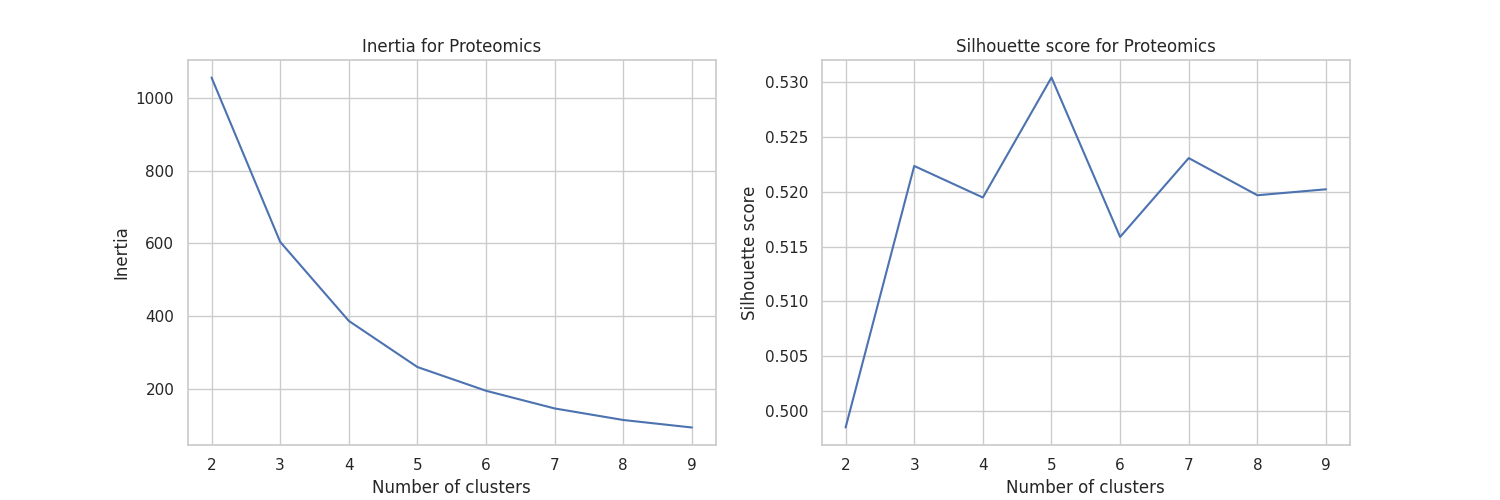 Inertia for Proteomics
1000
800
600
400
200
Inertia
2 3 4 5 6 7 8 9
Number of clusters
Silhouette score for Proteomics
0.530
0.525
0.520
0.515
0.510
0.505
0.500
Silhouette score
2 3 4 5 6 7 8 9
Number of clusters